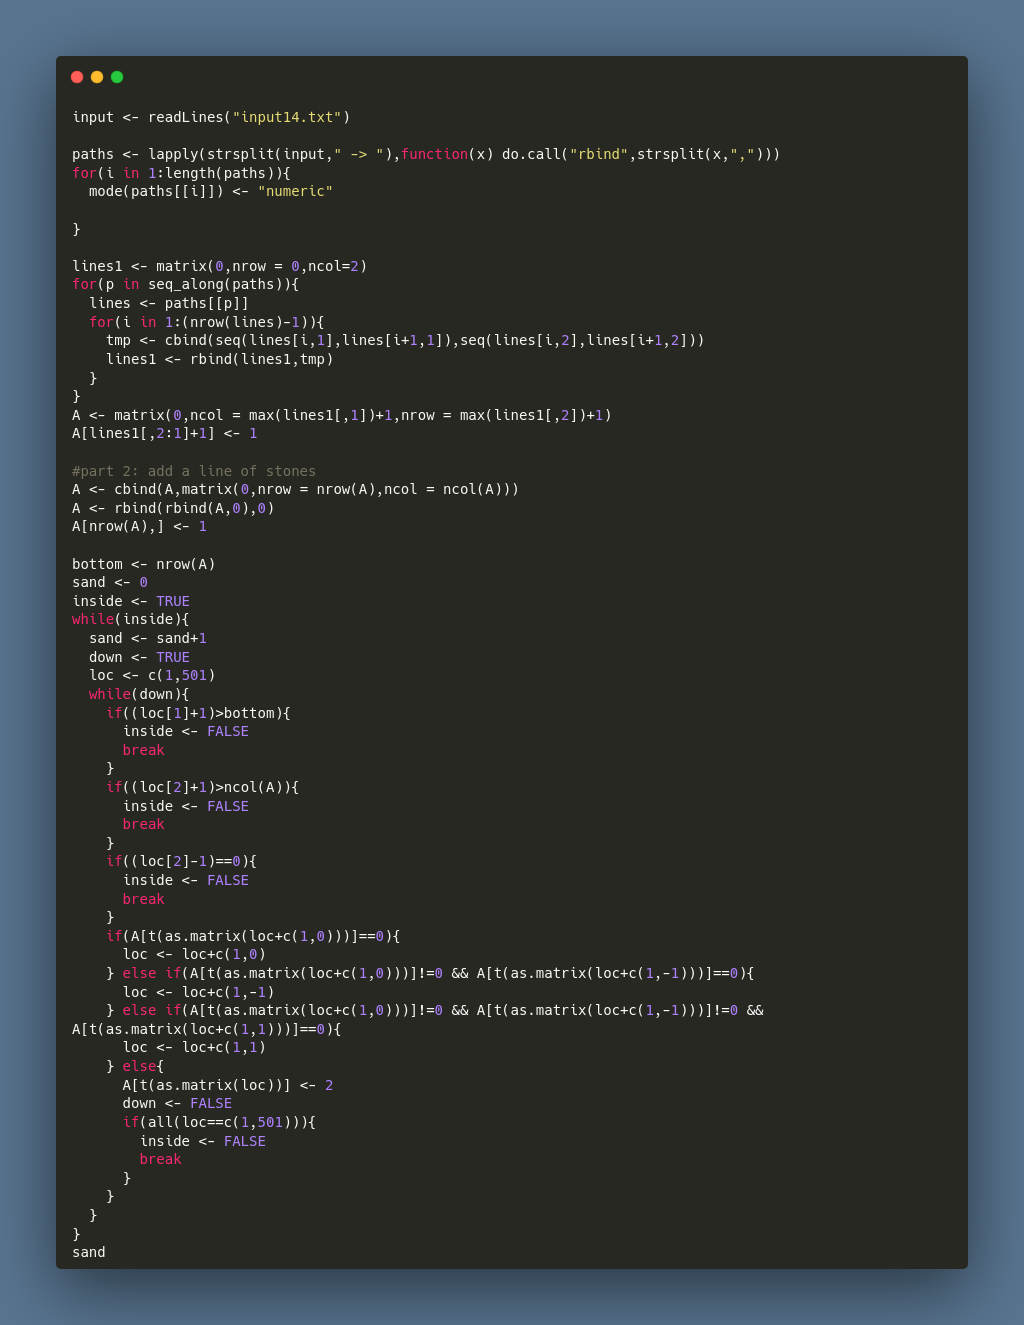 input <- readLines("input14.txt")

paths <- lapply(strsplit(input," -> "),function(x) do.call("rbind",strsplit(x,",")))
for(i in 1:length(paths)){
  mode(paths[[i]]) <- "numeric"

}

lines1 <- matrix(0,nrow = 0,ncol=2)
for(p in seq_along(paths)){
  lines <- paths[[p]]
  for(i in 1:(nrow(lines)-1)){
    tmp <- cbind(seq(lines[i,1],lines[i+1,1]),seq(lines[i,2],lines[i+1,2]))
    lines1 <- rbind(lines1,tmp)
  }
}
A <- matrix(0,ncol = max(lines1[,1])+1,nrow = max(lines1[,2])+1)
A[lines1[,2:1]+1] <- 1

#part 2: add a line of stones
A <- cbind(A,matrix(0,nrow = nrow(A),ncol = ncol(A)))
A <- rbind(rbind(A,0),0)
A[nrow(A),] <- 1

bottom <- nrow(A)
sand <- 0
inside <- TRUE
while(inside){
  sand <- sand+1
  down <- TRUE
  loc <- c(1,501)
  while(down){
    if((loc[1]+1)>bottom){
      inside <- FALSE
      break
    }
    if((loc[2]+1)>ncol(A)){
      inside <- FALSE
      break
    }
    if((loc[2]-1)==0){
      inside <- FALSE
      break
    }
    if(A[t(as.matrix(loc+c(1,0)))]==0){
      loc <- loc+c(1,0)
    } else if(A[t(as.matrix(loc+c(1,0)))]!=0 && A[t(as.matrix(loc+c(1,-1)))]==0){
      loc <- loc+c(1,-1)
    } else if(A[t(as.matrix(loc+c(1,0)))]!=0 && A[t(as.matrix(loc+c(1,-1)))]!=0 &&
A[t(as.matrix(loc+c(1,1)))]==0){
      loc <- loc+c(1,1)
    } else{
      A[t(as.matrix(loc))] <- 2
      down <- FALSE
      if(all(loc==c(1,501))){
        inside <- FALSE
        break
      }
    }
  }
}
sand